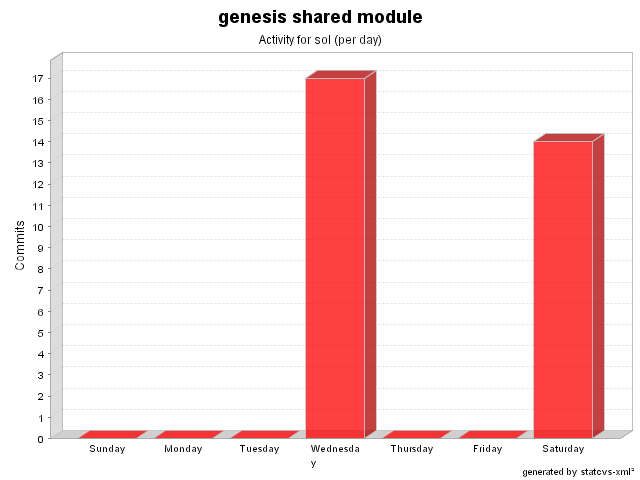 genesis shared module
Activity for sol (per day)
Commits
17
16
15
14
13
12
11
10
9
8
7
6
5
4
3
2
1
0
Sunday
Monday
Tuesday
Wednesda
y
Thursday
Friday
Saturday
generated by statcvs-xml²